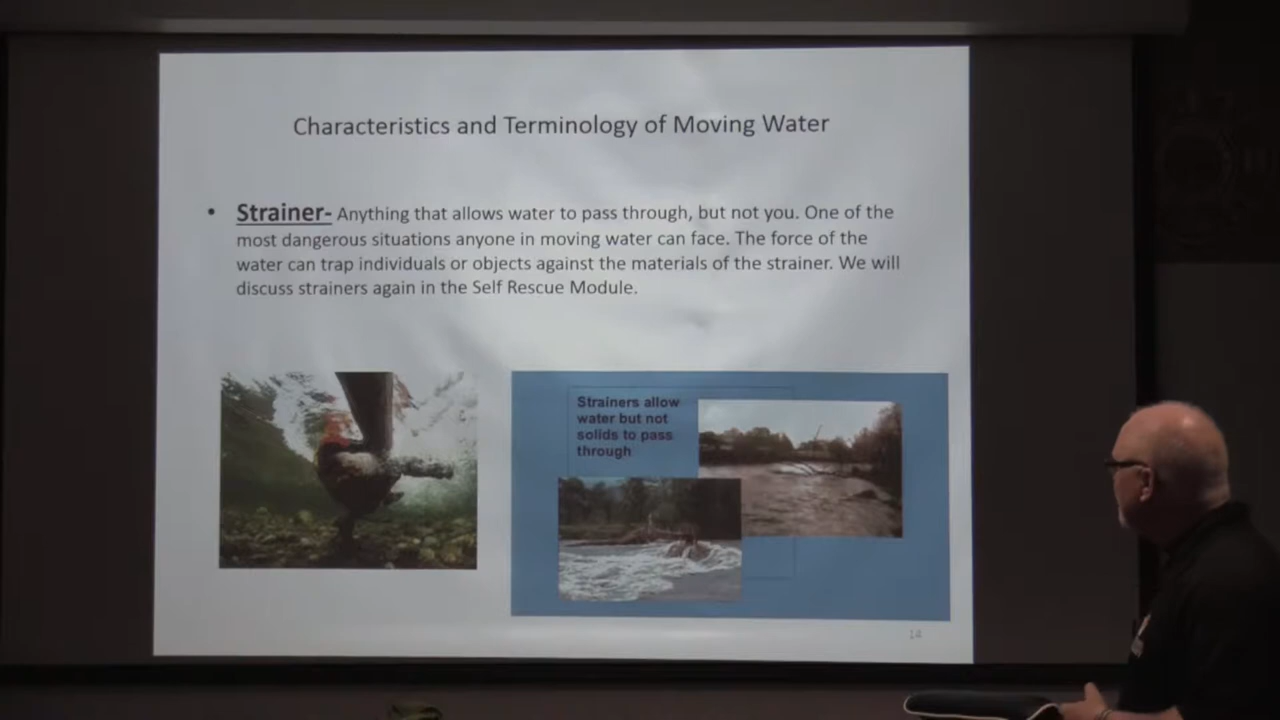 Characteristics and Terminology of Moving Water
• Strainer- Anything that allows water to pass through, but not you. One of the
most dangerous situations anyone in moving water can face. The force of the
water can trap individuals or objects against the materials of the strainer. We will
discuss strainers again in the Self Rescue Module.
Strainers allow
water but not
solids to pass
through